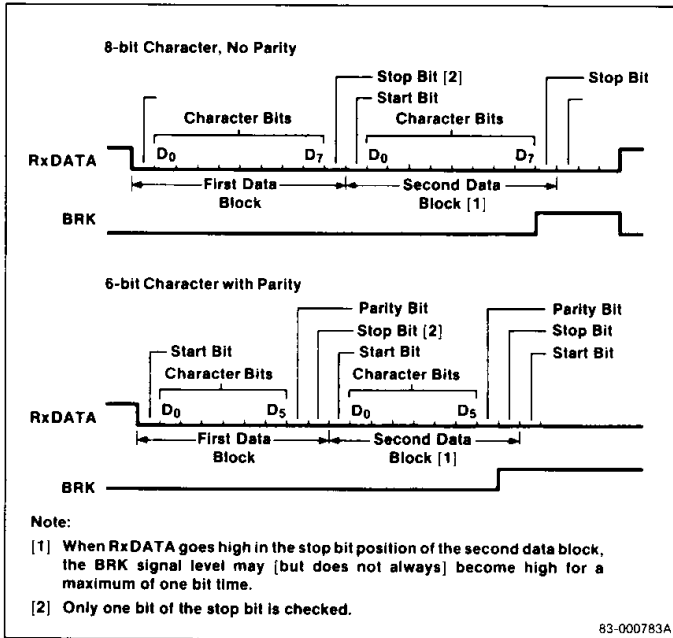 8-bit Character, No Parity
Stop Bit [2]
Stop Bit
Start Bit
Character Bits
Character Bits
D0
D7
D0
D7
RxDATA
First Data Block
Second Data Block [1]
BRK
6-bit Character with Parity
Parity Bit
Parity Bit
Stop Bit [2]
Stop Bit
Start Bit
Start Bit
Start Bit
Character Bits
Character Bits
D0
D5
D0
D5
RxDATA
First Data Block
Second Data Block [1]
BRK
Note:
[1] When RxDATA goes high in the stop bit position of the second data block,
the BRK signal level may [but does not always] become high for a
maximum of one bit time.
[2] Only one bit of the stop bit is checked.
83-000783A